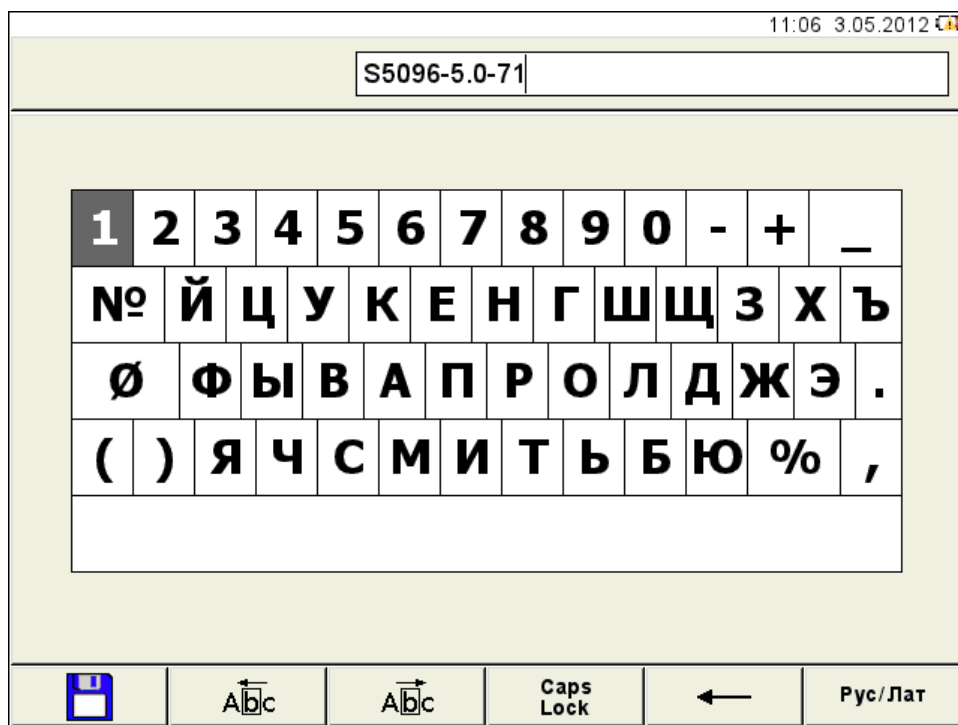 11:06 3.05.2012
S5096-5.0-71
1 2 3 4 5 6 7 8 9 0 - + _
№ Й Ц У К Е Н Г Ш Щ З Х Ъ
Ø Ф Ы В А П Р О Л Д Ж Э .
( ) Я Ч С М И Т Ь Б Ю % ,
Abc Abc Caps Lock ← Рус/Лат